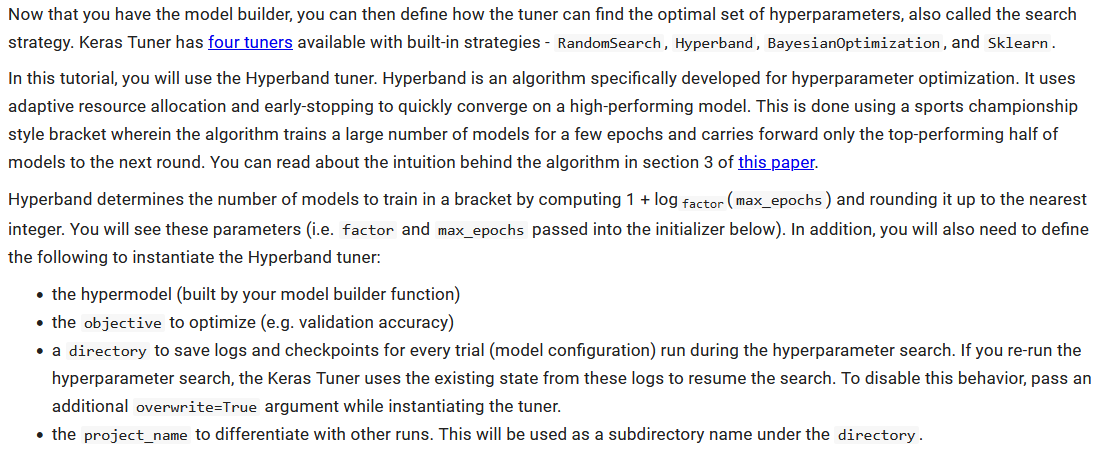 Now that you have the model builder, you can then define how the tuner can find the optimal set of hyperparameters, also called the search
strategy. Keras Tuner has four tuners available with built-in strategies - RandomSearch, Hyperband, BayesianOptimization, and Sklearn.
In this tutorial, you will use the Hyperband tuner. Hyperband is an algorithm specifically developed for hyperparameter optimization. It uses
adaptive resource allocation and early-stopping to quickly converge on a high-performing model. This is done using a sports championship
style bracket wherein the algorithm trains a large number of models for a few epochs and carries forward only the top-performing half of
models to the next round. You can read about the intuition behind the algorithm in section 3 of this paper.
Hyperband determines the number of models to train in a bracket by computing 1 + log factor (max_epochs) and rounding it up to the nearest
integer. You will see these parameters (i.e. factor and max_epochs passed into the initializer below). In addition, you will also need to define
the following to instantiate the Hyperband tuner:
• the hypermodel (built by your model builder function)
• the objective to optimize (e.g. validation accuracy)
• a directory to save logs and checkpoints for every trial (model configuration) run during the hyperparameter search. If you re-run the
hyperparameter search, the Keras Tuner uses the existing state from these logs to resume the search. To disable this behavior, pass an
additional overwrite=True argument while instantiating the tuner.
• the project_name to differentiate with other runs. This will be used as a subdirectory name under the directory.